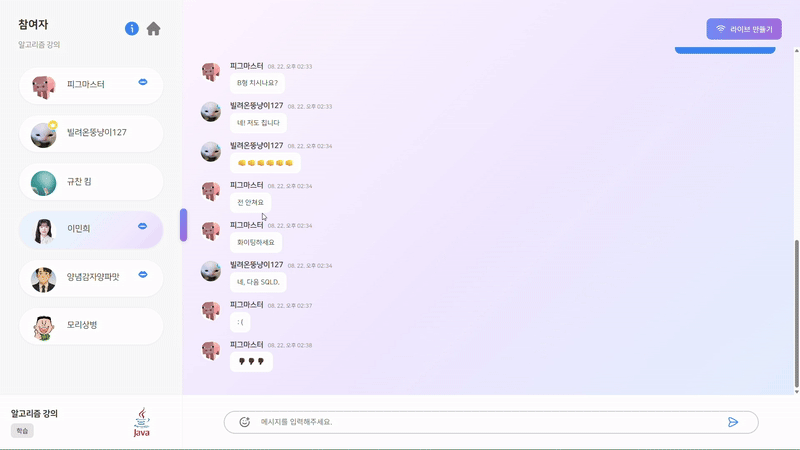 참여자
알고리즘 강의
피그마스터
빌려온뚱냥이127
규찬 킴
이민희
양념감자양파맛
모리상병
알고리즘 강의
학습
Java
라이브 만들기
피그마스터 08. 22. 오후 02:33
B형 치시나요?
빌려온뚱냥이127 08. 22. 오후 02:33
네! 저도 칩니다
빌려온뚱냥이127 08. 22. 오후 02:34
피그마스터 08. 22. 오후 02:34
전 안쳐요
피그마스터 08. 22. 오후 02:34
화이팅하세요
빌려온뚱냥이127 08. 22. 오후 02:34
네, 다음 SQLD.
피그마스터 08. 22. 오후 02:37
: (
피그마스터 08. 22. 오후 02:38
메시지를 입력해주세요.